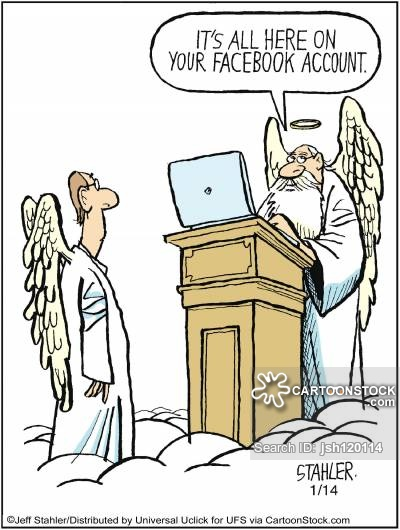 IT'S ALL HERE ON
YOUR FACEBOOK ACCOUNT.
CARTOONSTOCK
.com
Search ID: jsh120114
STAHLER.
1/14
©Jeff Stahler/Distributed by Universal Uclick for UFS via CartoonStock.com